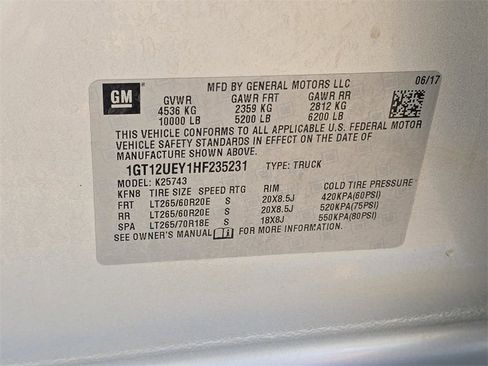 MFD BY GENERAL MOTORS LLC 06/17
GM
GVWR GAWR FRT GAWR RR
4536 KG 2359 KG 2812 KG
10000 LB 5200 LB 6200 LB
THIS VEHICLE CONFORMS TO ALL APPLICABLE U.S. FEDERAL MOTOR
VEHICLE SAFETY STANDARDS IN EFFECT ON THE DATE OF
MANUFACTURE SHOWN ABOVE.
1GT12UEY1HF235231 TYPE: TRUCK
MODEL: K25743
KFN8 TIRE SIZE SPEED RTG RIM COLD TIRE PRESSURE
FRT LT265/60R20E S 20X8.5J 420KPA(60PSI)
RR LT265/60R20E S 20X8.5J 520KPA(75PSI)
SPA LT265/70R18E S 18X8J 550KPA(80PSI)
SEE OWNER'S MANUAL FOR ADDITIONAL INFORMATION.